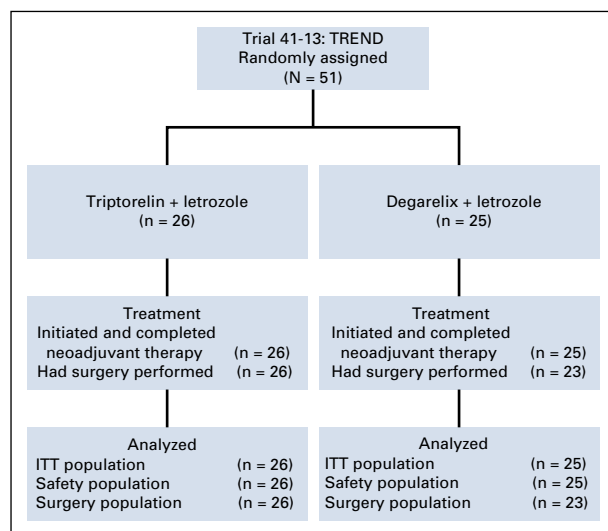 Trial 41-13: TREND
Randomly assigned
(N = 51)
Triptorelin + letrozole
(n = 26)
Degarelix + letrozole
(n = 25)
Treatment
Initiated and completed
neoadjuvant therapy (n = 26)
Had surgery performed (n = 26)
Treatment
Initiated and completed
neoadjuvant therapy (n = 25)
Had surgery performed (n = 23)
Analyzed
ITT population (n = 26)
Safety population (n = 26)
Surgery population (n = 26)
Analyzed
ITT population (n = 25)
Safety population (n = 25)
Surgery population (n = 23)